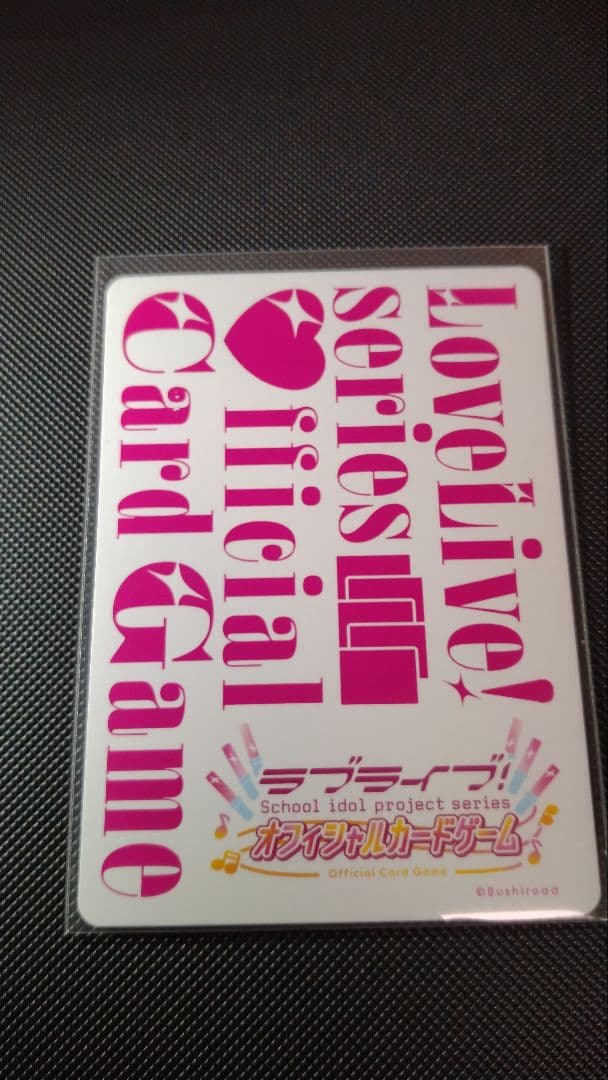 LoveLive!
series
Official
Card Game
ラブライブ!
School idol project series
オフィシャルカードゲーム
Official Card Game
©Bushiroad